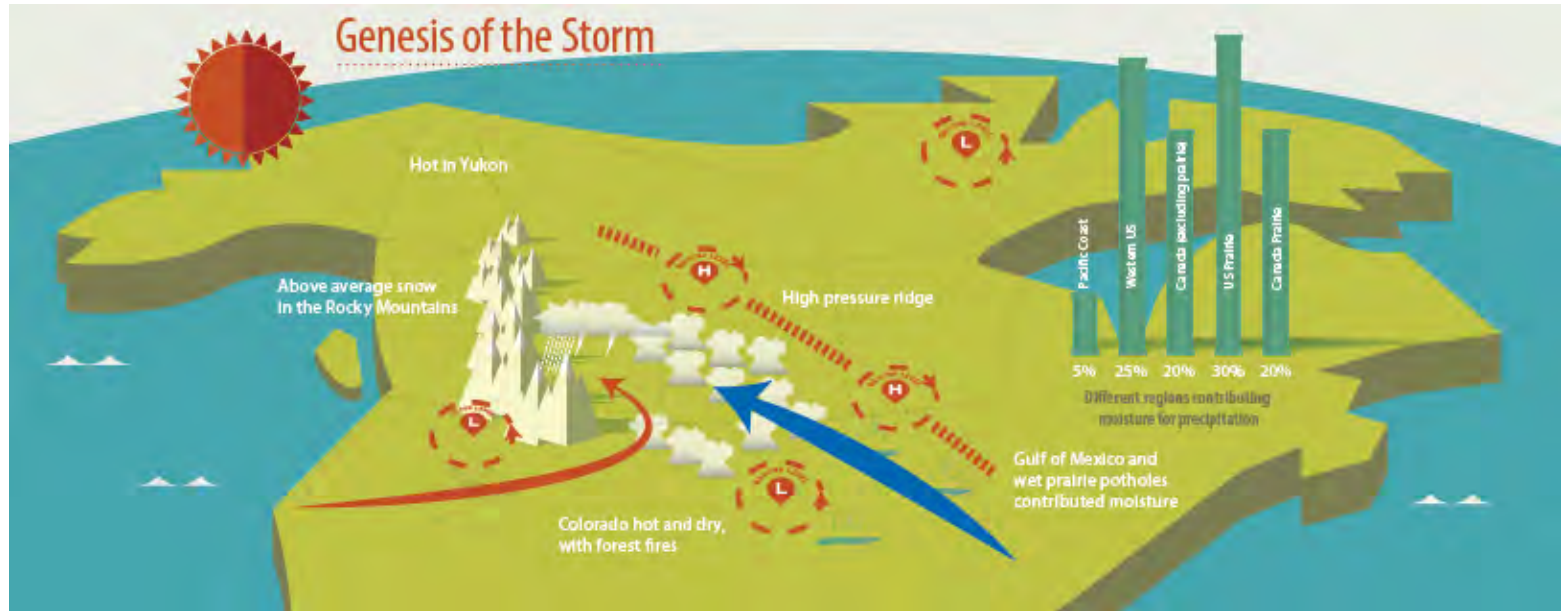 Genesis of the Storm
Hot in Yukon
L
Above average snow
in the Rocky Mountains
H
High pressure ridge
H
L
L
Colorado hot and dry,
with forest fires
Gulf of Mexico and
wet prairie potholes
contributed moisture
Pacific Coast
Western US
Canada (excluding prairie)
US Prairie
Canada Prairie
5% 25% 20% 30% 20%
Different regions contributing
moisture for precipitation